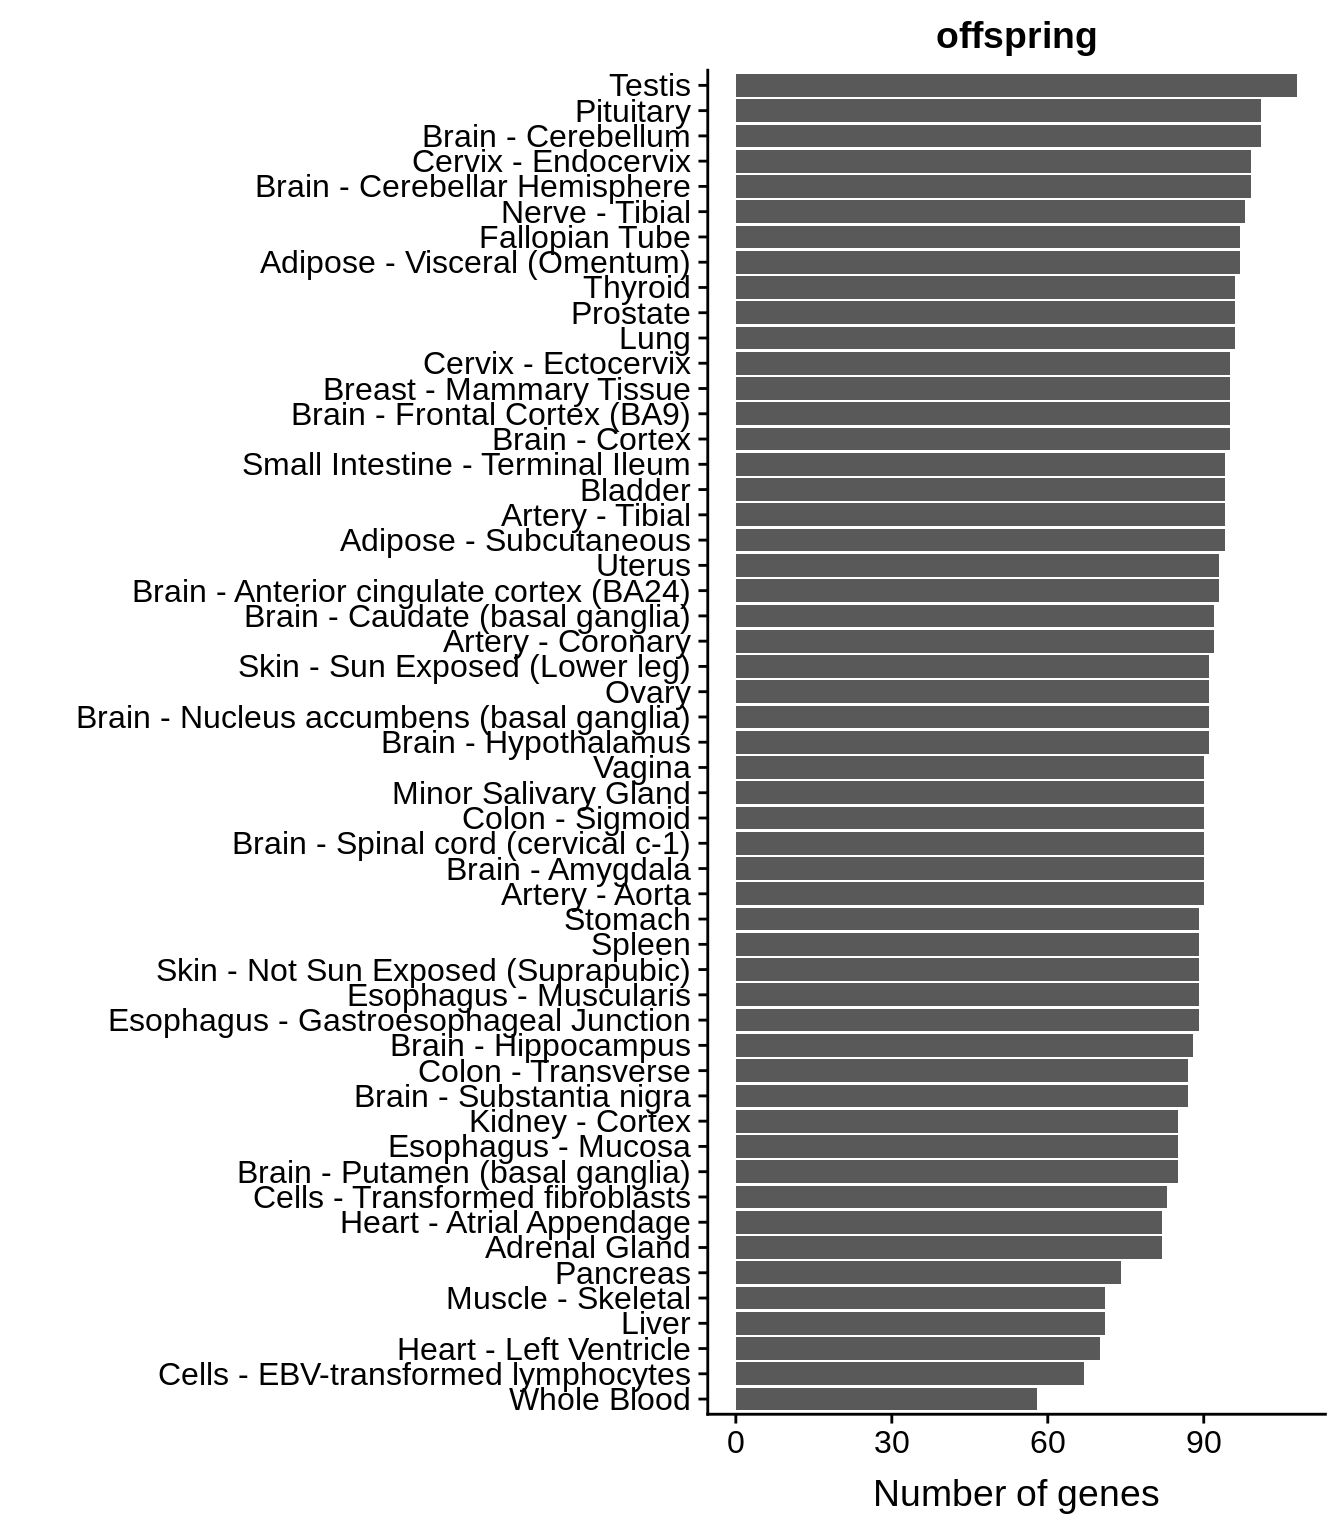 offspring
Testis
Pituitary
Brain - Cerebellum
Cervix - Endocervix
Brain - Cerebellar Hemisphere
Nerve - Tibial
Fallopian Tube
Adipose - Visceral (Omentum)
Thyroid
Prostate
Lung
Cervix - Ectocervix
Breast - Mammary Tissue
Brain - Frontal Cortex (BA9)
Brain - Cortex
Small Intestine - Terminal Ileum
Bladder
Artery - Tibial
Adipose - Subcutaneous
Uterus
Brain - Anterior cingulate cortex (BA24)
Brain - Caudate (basal ganglia)
Artery - Coronary
Skin - Sun Exposed (Lower leg)
Ovary
Brain - Nucleus accumbens (basal ganglia)
Brain - Hypothalamus
Vagina
Minor Salivary Gland
Colon - Sigmoid
Brain - Spinal cord (cervical c-1)
Brain - Amygdala
Artery - Aorta
Stomach
Spleen
Skin - Not Sun Exposed (Suprapubic)
Esophagus - Muscularis
Esophagus - Gastroesophageal Junction
Brain - Hippocampus
Colon - Transverse
Brain - Substantia nigra
Kidney - Cortex
Esophagus - Mucosa
Brain - Putamen (basal ganglia)
Cells - Transformed fibroblasts
Heart - Atrial Appendage
Adrenal Gland
Pancreas
Muscle - Skeletal
Liver
Heart - Left Ventricle
Cells - EBV-transformed lymphocytes
Whole Blood
0 30 60 90
Number of genes